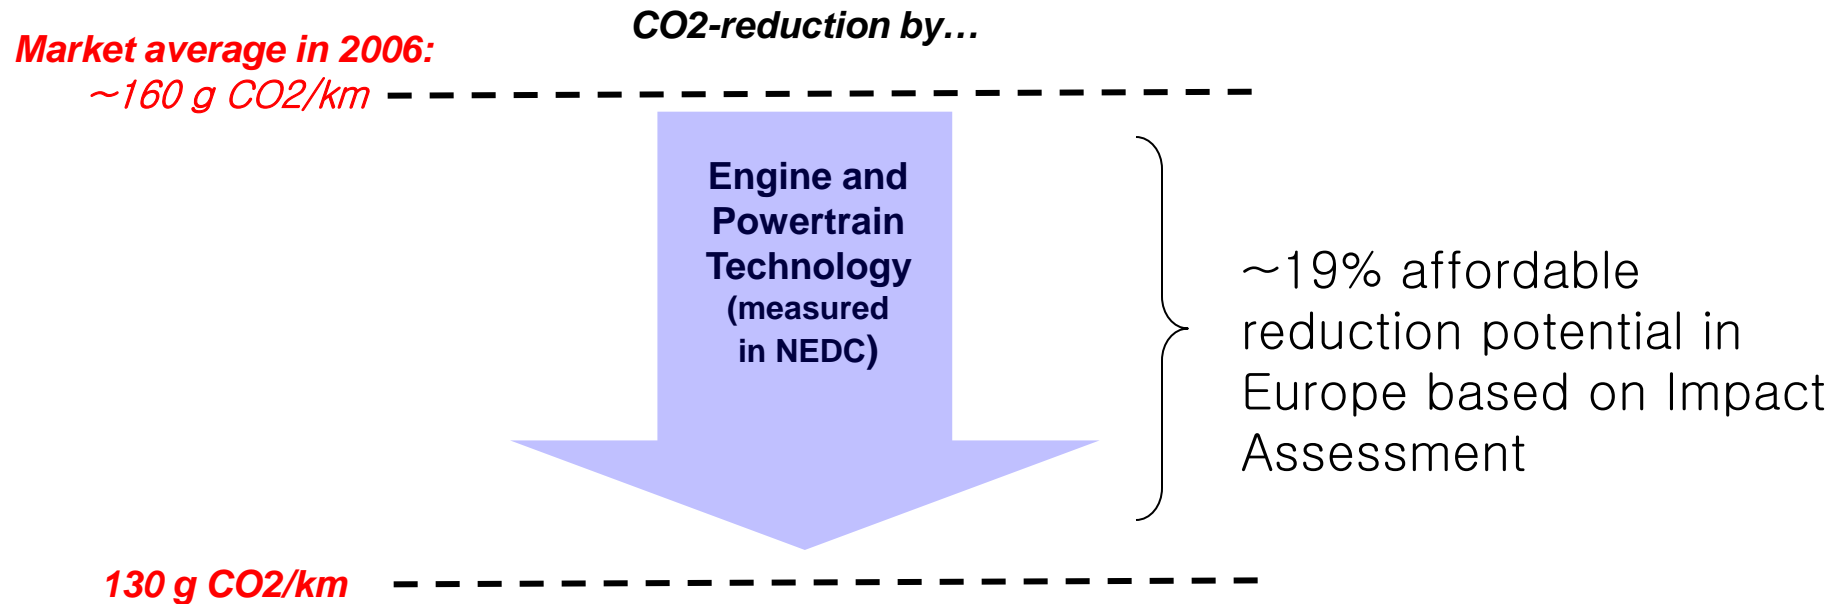 CO2-reduction by…
Market average in 2006:
~160 g CO2/km
Engine and
Powertrain
Technology
(measured
in NEDC)
~19% affordable
reduction potential in
Europe based on Impact
Assessment
130 g CO2/km